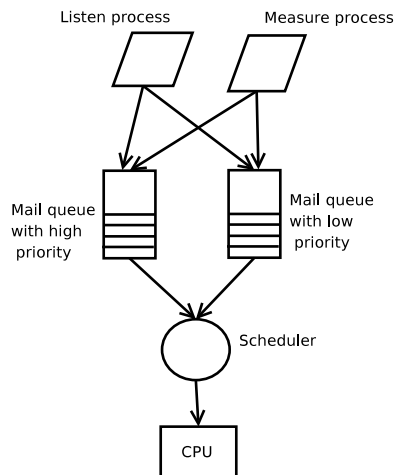 Listen process
Measure process
Mail queue
with high
priority
Mail queue
with low
priority
Scheduler
CPU